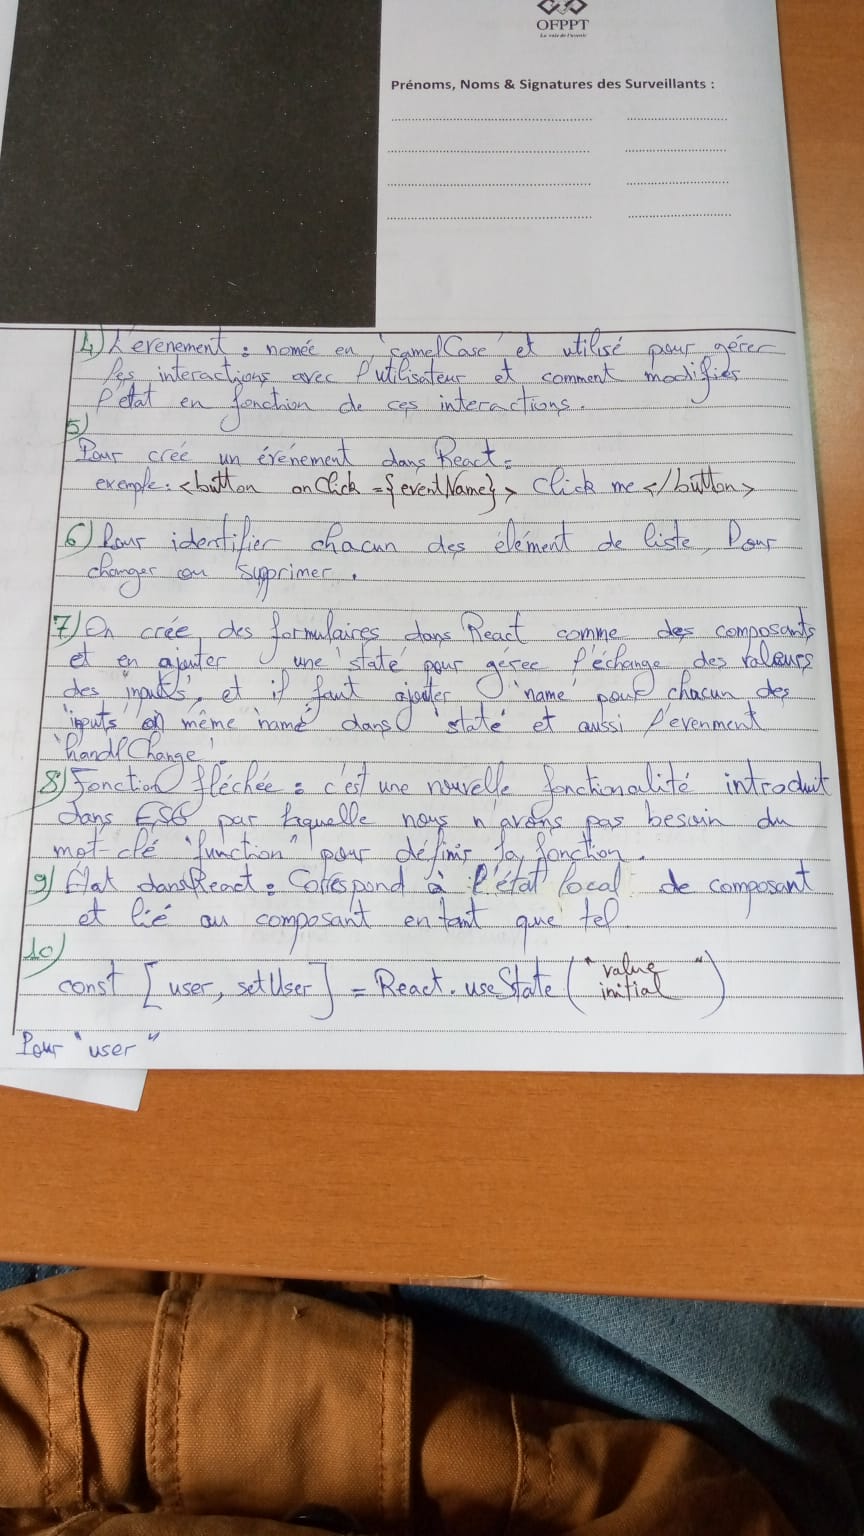 OFPPT
La voie de l'avenir
Prénoms, Noms & Signatures des Surveillants :
4) L'evenement : nomée en 'camelCase' et utilisé pour gérer
les interactions avec l'utilisateur et comment modifiés
l'état en fonction de ces interactions.
5)
Pour créé un événement dans React :
exemple : <button onClick = {eventName}> Click me </button>
6) Pour identifier chacun des élément de liste, Pour
changer ou supprimer.
7) On crée des formulaires dans React comme des composants
et en ajouter une 'state' pour gérée l'échange des valeurs
des 'inputs', et il faut ajouter 'name' pour chacun des
'inputs' même 'name' dans 'state' et aussi l'evenment
'handlChange'.
8) Fonction fléchée : c'est une nouvelle fonctionalité introduit
dans ES6 par laquelle nous n'avons pas besoin du
mot-clé "function" pour définir la fonction.
9) Etat dans React : Correspond à l'état local de composant
et lié au composant en tant que tel.
10)
const [user, setUser] = React.useState("value
initial")
Pour "user"